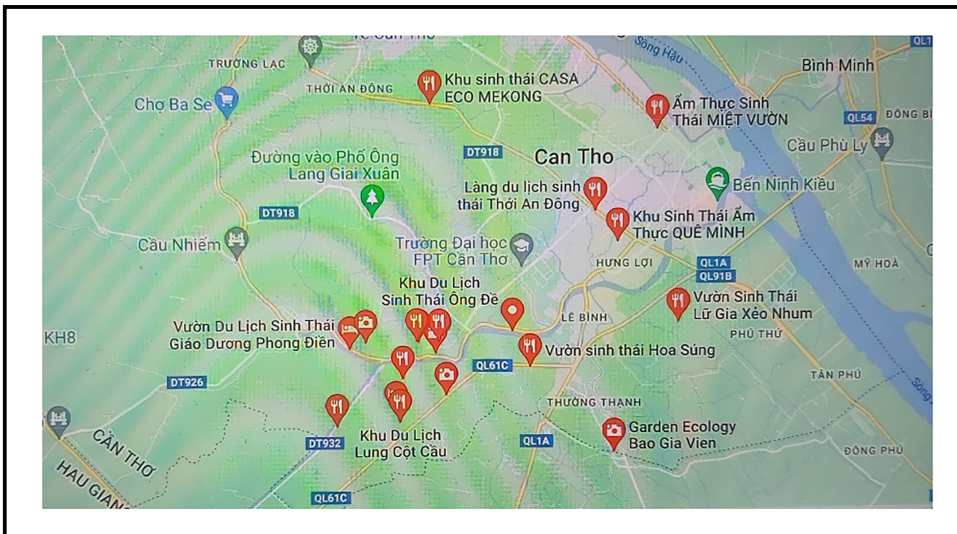 TRƯỜNG LẠC
THỚI AN ĐÔNG
Chợ Ba Se
Khu sinh thái CASA
ECO MEKONG
Sông Hậu
QL1
Bình Minh
Ẩm Thực Sinh
Thái MIỆT VƯỜN
QL54
ĐÔNG BÌ
Cầu Phù Ly
DT918
Can Tho
Đường vào Phố Ông
Lang Giai Xuân
Làng du lịch sinh
thái Thới An Đông
Bến Ninh Kiều
DT918
Khu Sinh Thái Ẩm
Thực QUÊ MÌNH
Cầu Nhiếm
Trường Đại học
FPT Cần Thơ
HƯNG LỢI
QL1A
QL91B
MỸ HOÀ
Khu Du Lịch
Sinh Thái Ông Đề
Vườn Sinh Thái
Lữ Gia Xẻo Nhum
LÊ BÌNH
PHÚ THỨ
KH8
Vườn Du Lịch Sinh Thái
Giáo Dương Phong Điền
Vườn sinh thái Hoa Súng
QL61C
TÂN PHÚ
DT926
Sông
THƯỜNG THẠNH
CẦN THƠ
HAU GIANG
DT932
Khu Du Lịch
Lung Cột Cầu
QL1A
Garden Ecology
Bao Gia Vien
ĐÔNG PHÚ
QL61C